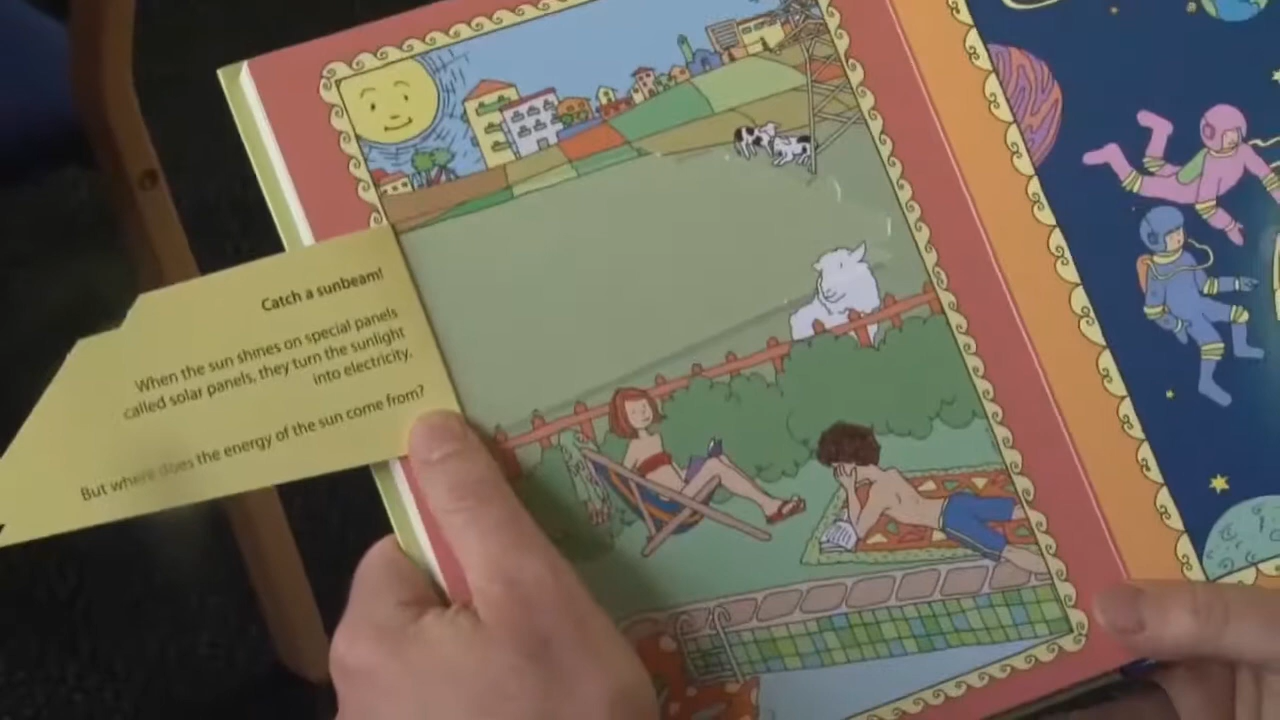 Catch a sunbeam!
When the sun shines on special panels
called solar panels, they turn the sunlight
into electricity.
But where does the energy of the sun come from?